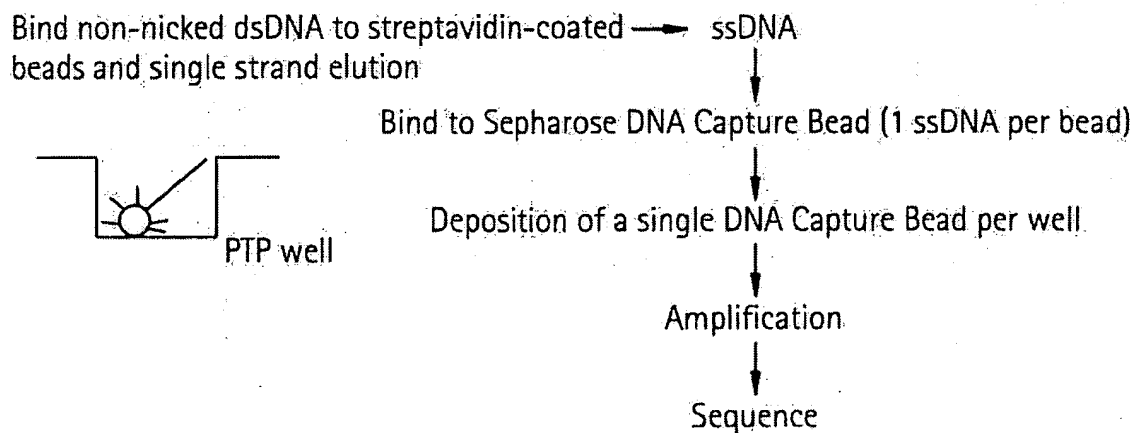 Bind non-nicked dsDNA to streptavidin-coated
beads and single strand elution
ssDNA
Bind to Sepharose DNA Capture Bead (1 ssDNA per bead)
Deposition of a single DNA Capture Bead per well
PTP well
Amplification
Sequence